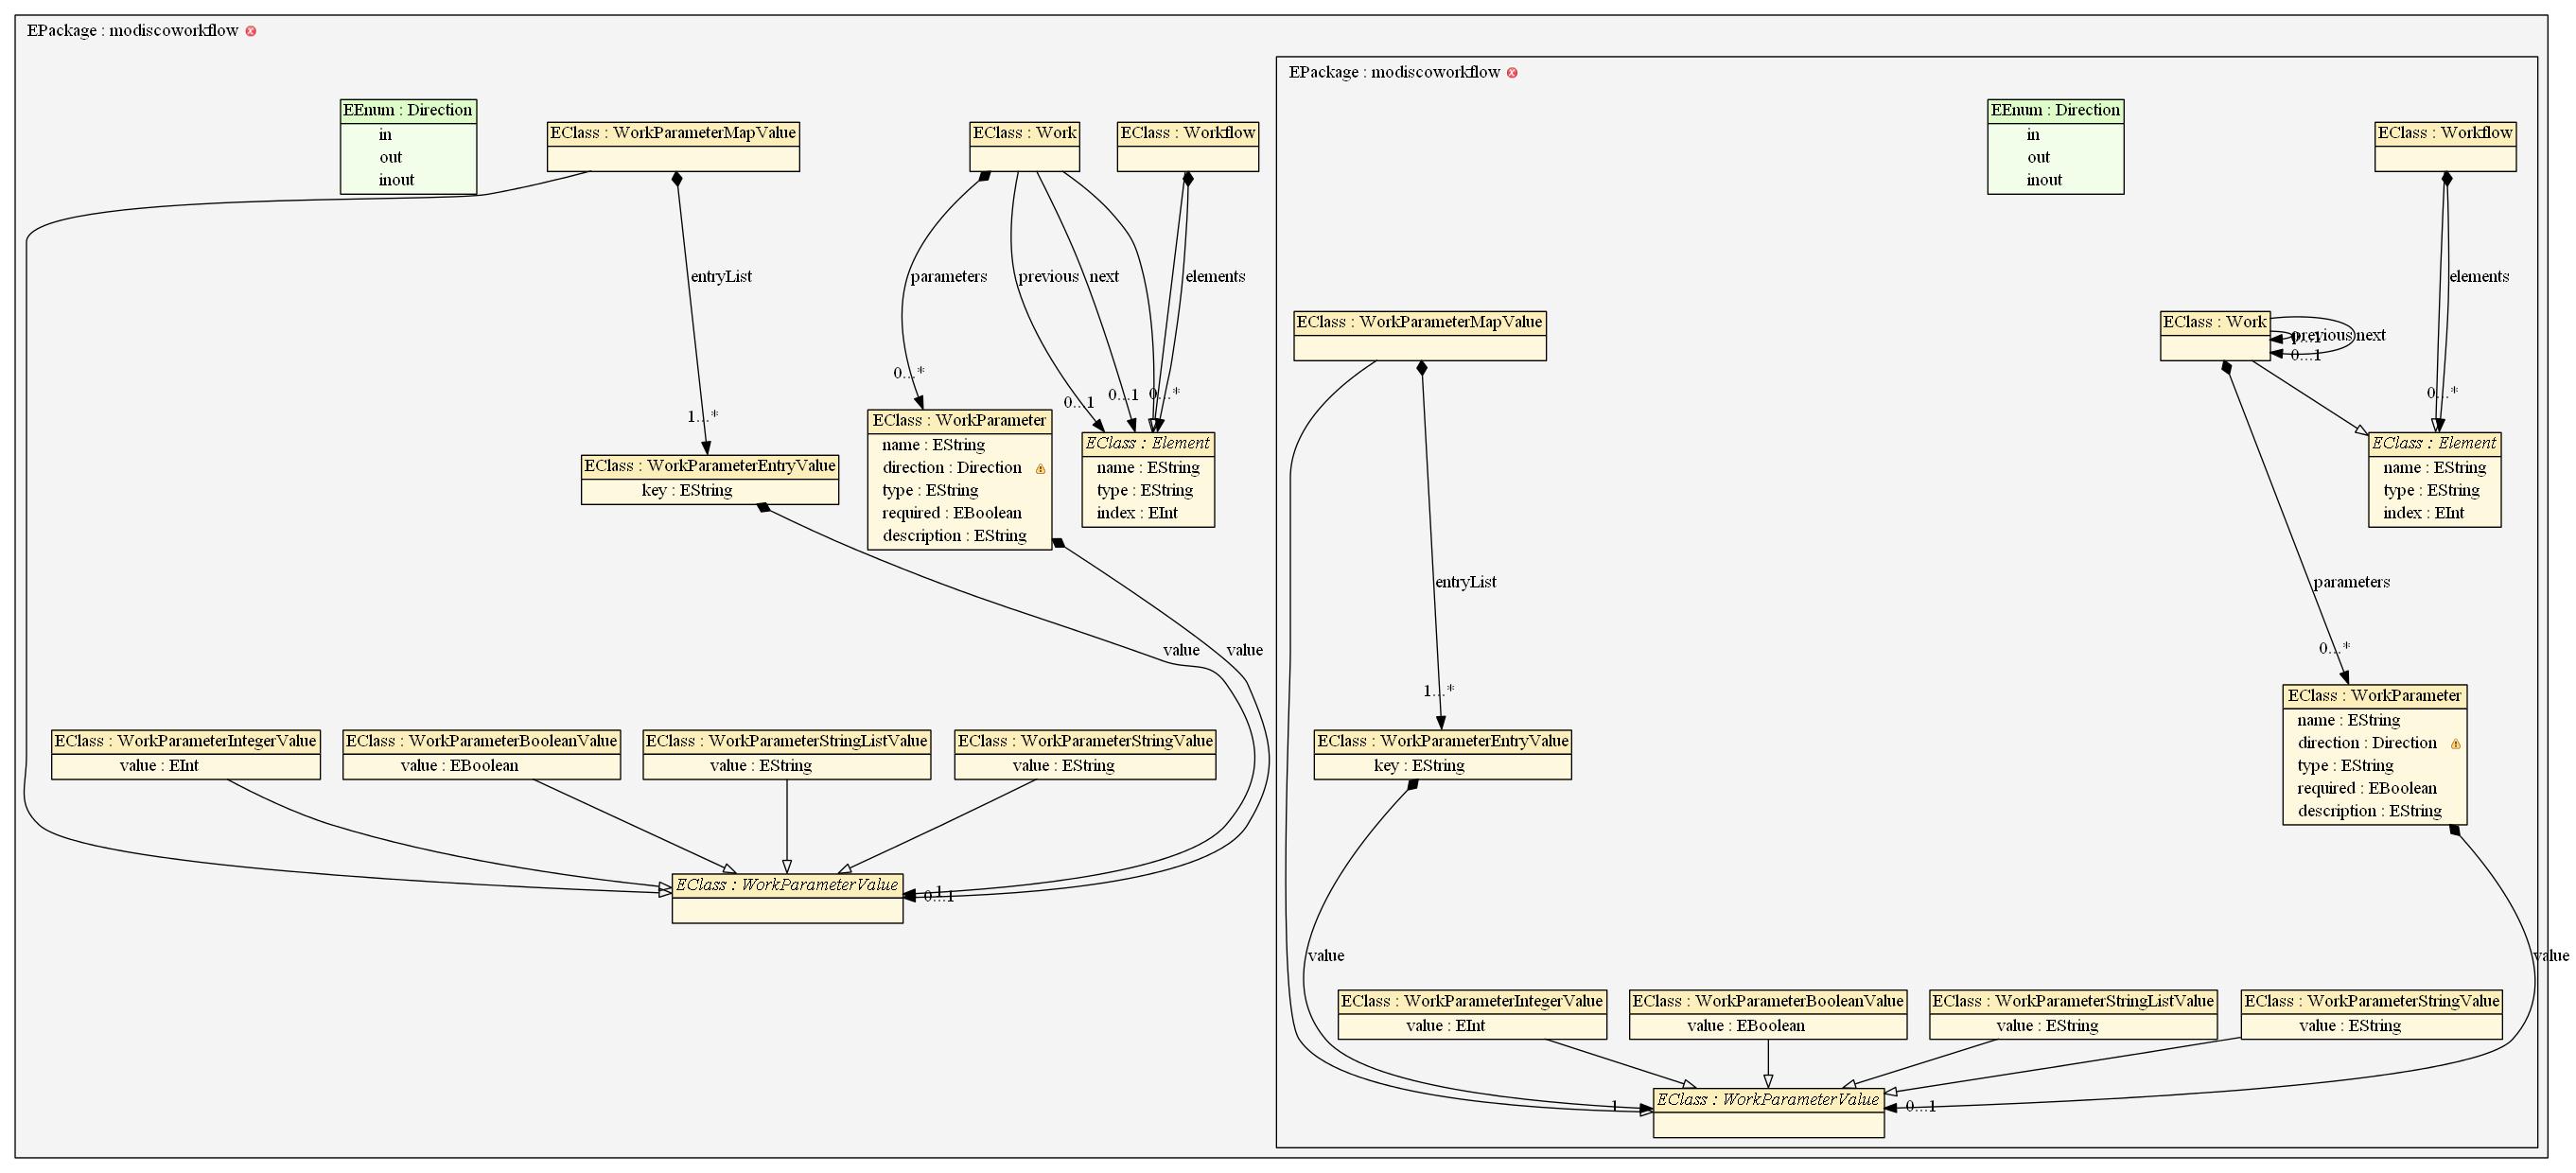 EPackage : modiscoworkflow
EEnum : Direction
in
out
inout
EClass : WorkParameterMapValue
EClass : Work
EClass : Workflow
entryList
parameters
previous
next
elements
0...*
1...*
0...1
0...1
0...*
EClass : WorkParameter
name : EString
direction : Direction
type : EString
required : EBoolean
description : EString
EClass : Element
name : EString
type : EString
index : EInt
EClass : WorkParameterEntryValue
key : EString
value
value
EClass : WorkParameterIntegerValue
value : EInt
EClass : WorkParameterBooleanValue
value : EBoolean
EClass : WorkParameterStringListValue
value : EString
EClass : WorkParameterStringValue
value : EString
EClass : WorkParameterValue
1
0...1
EPackage : modiscoworkflow
EEnum : Direction
in
out
inout
EClass : Workflow
elements
EClass : WorkParameterMapValue
EClass : Work
previous
next
0...1
0...1
0...*
EClass : Element
name : EString
type : EString
index : EInt
entryList
parameters
0...*
1...*
EClass : WorkParameter
name : EString
direction : Direction
type : EString
required : EBoolean
description : EString
EClass : WorkParameterEntryValue
key : EString
value
value
EClass : WorkParameterIntegerValue
value : EInt
EClass : WorkParameterBooleanValue
value : EBoolean
EClass : WorkParameterStringListValue
value : EString
EClass : WorkParameterStringValue
value : EString
EClass : WorkParameterValue
1
0...1